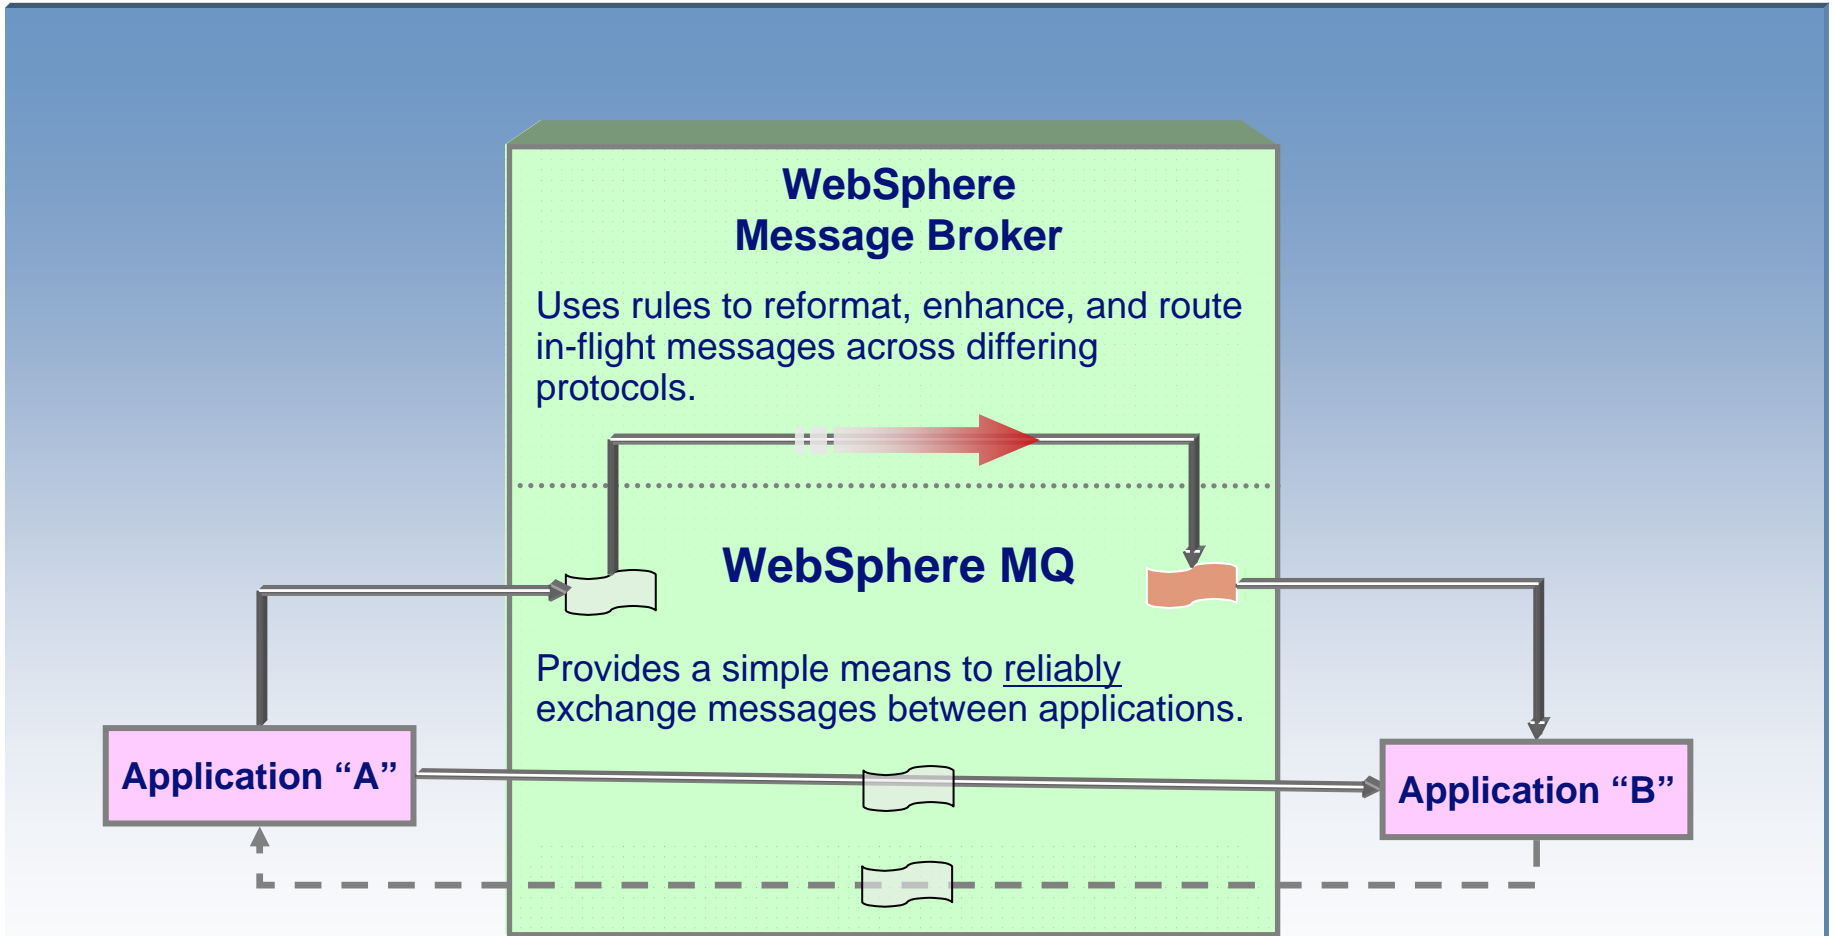 WebSphere
Message Broker
Uses rules to reformat, enhance, and route
in-flight messages across differing
protocols.
WebSphere MQ
Provides a simple means to reliably
exchange messages between applications.
Application “A”
Application “B”